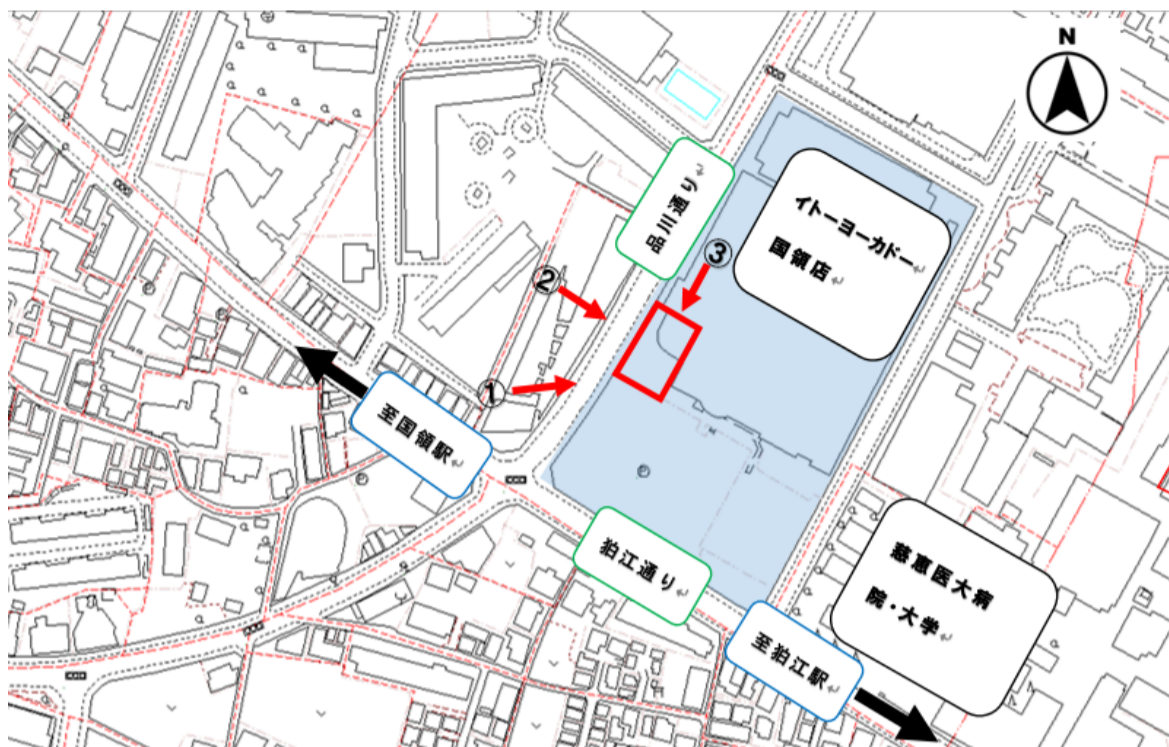 N
イトーヨーカドー
国領店
品川通り
③
②
①
至国領駅
狛江通り
慈恵医大病
院・大学
至狛江駅